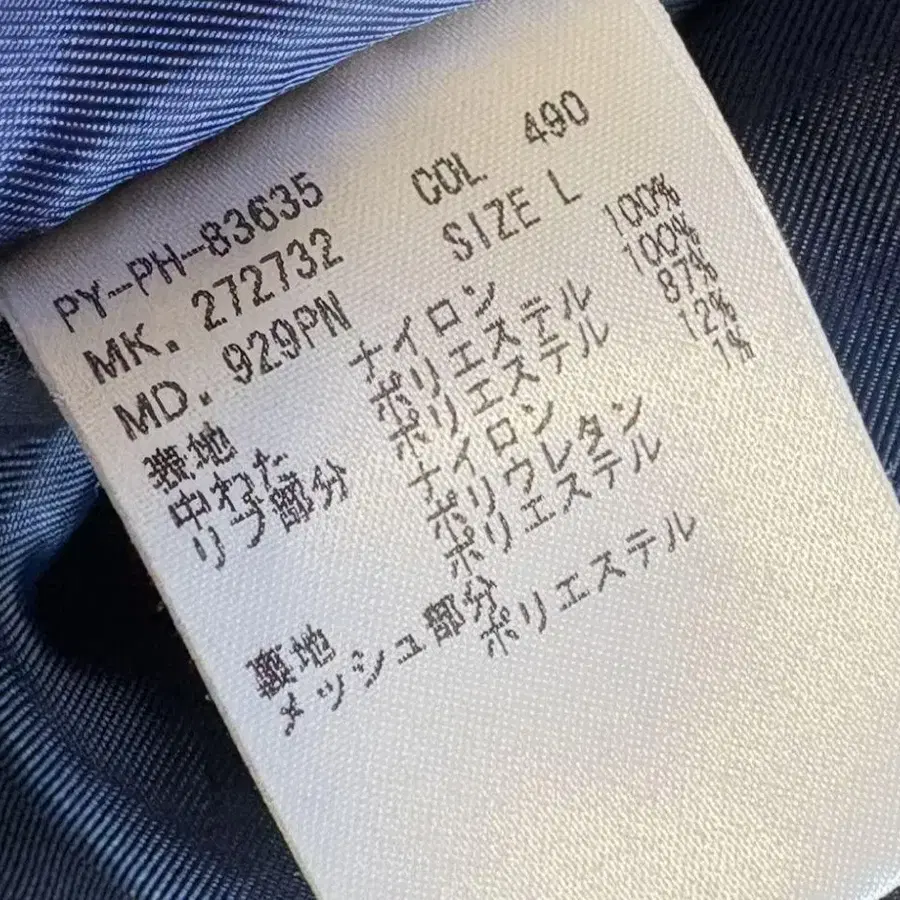 PY-PH-83635 COL. 490
MK. 272732 SIZE L
MD. 929PN
表地 ナイロン 100%
中わた ポリエステル 100%
リブ部分 ポリエステル 87%
ナイロン 12%
ポリウレタン 1%
裏地 ポリエステル
メッシュ部分 ポリエステル